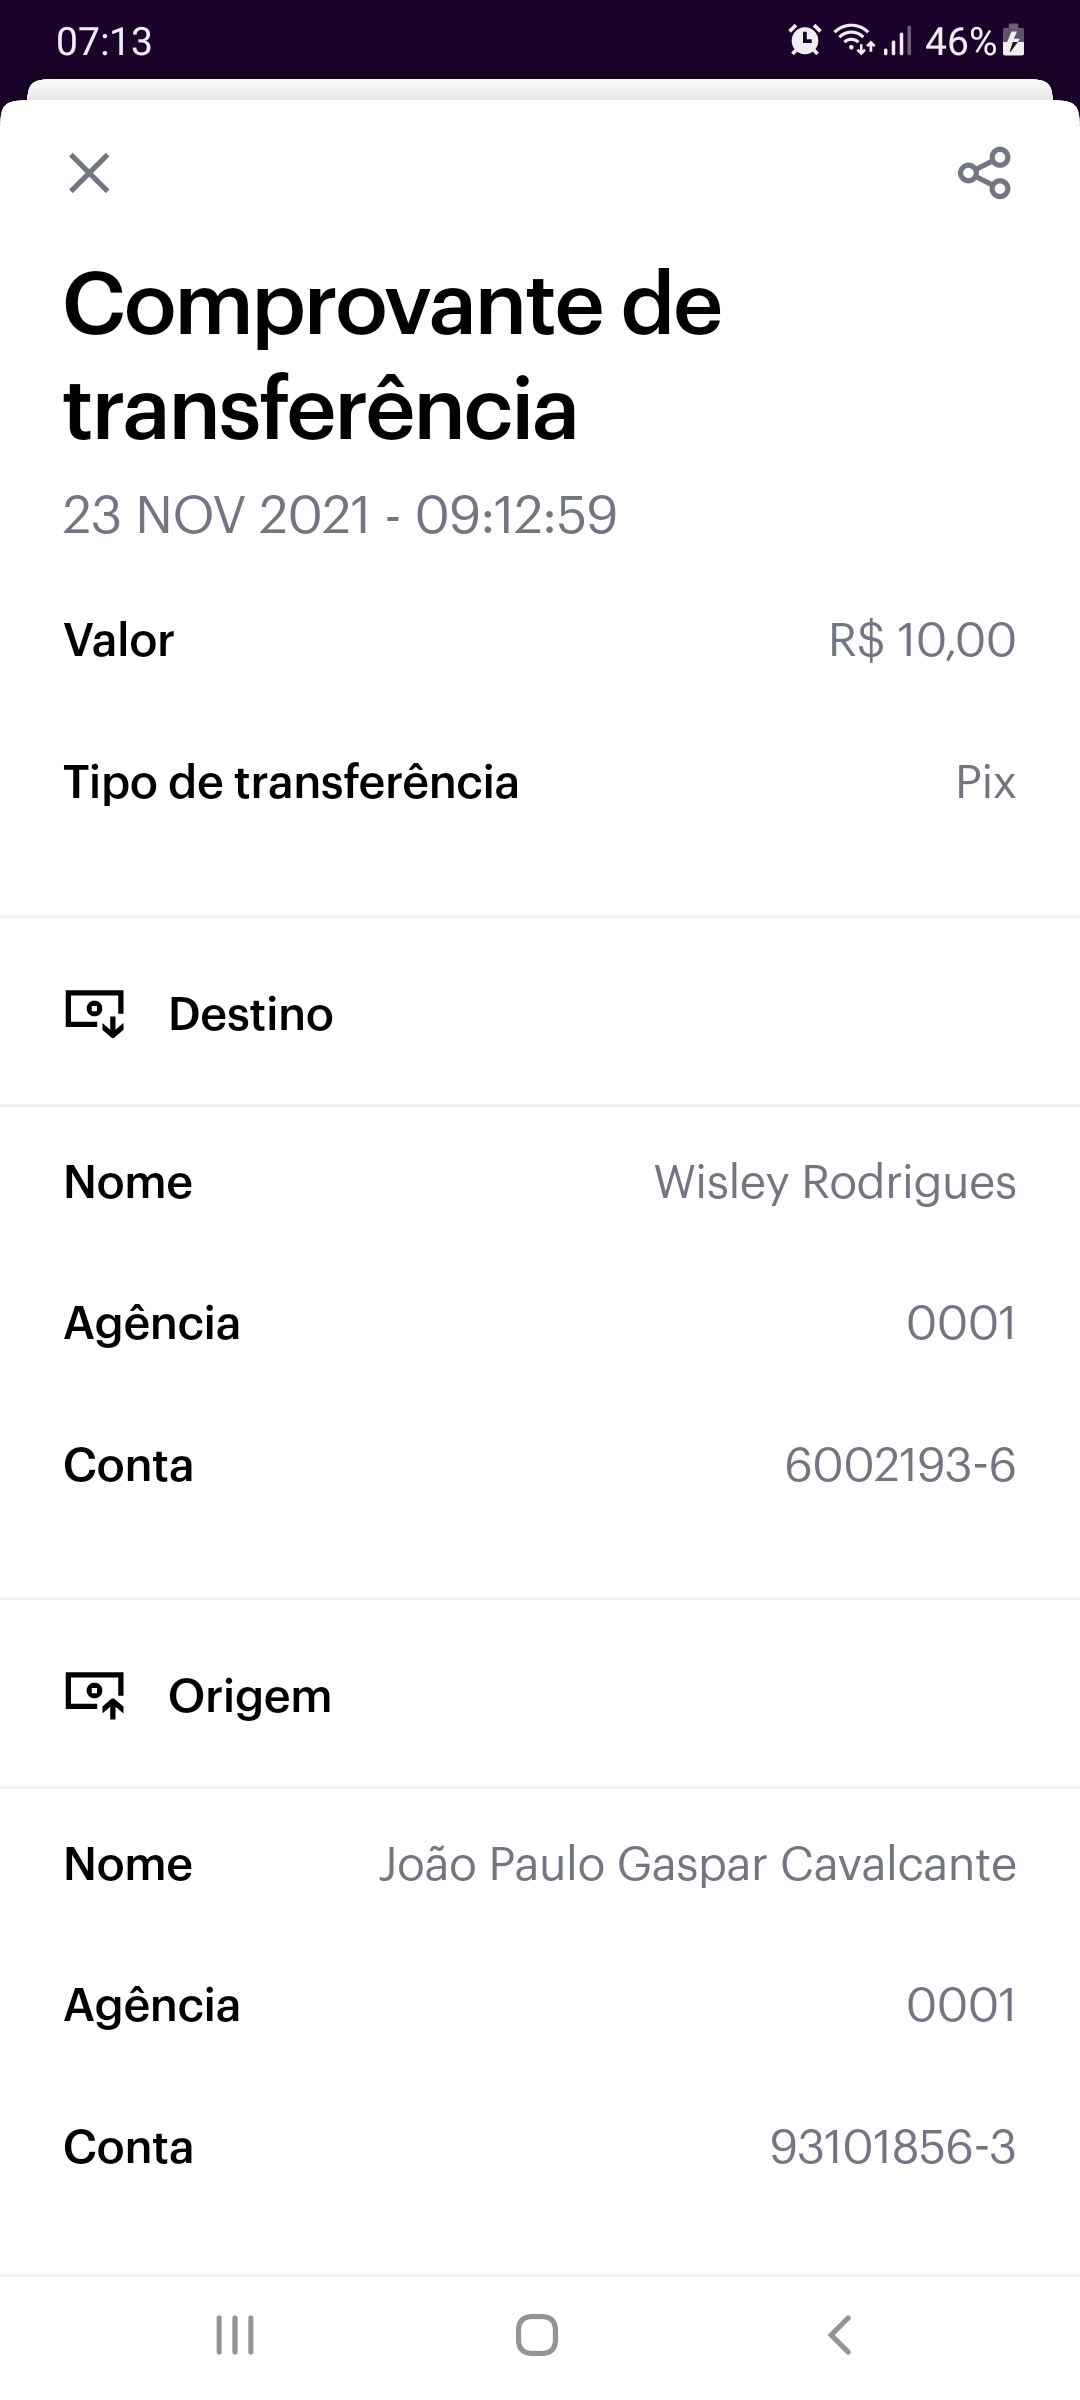 07:13 46%
Comprovante de
transferência
23 NOV 2021 - 09:12:59
Valor R$ 10,00
Tipo de transferência Pix
Destino
Nome Wisley Rodrigues
Agência 0001
Conta 6002193-6
Origem
Nome João Paulo Gaspar Cavalcante
Agência 0001
Conta 93101856-3